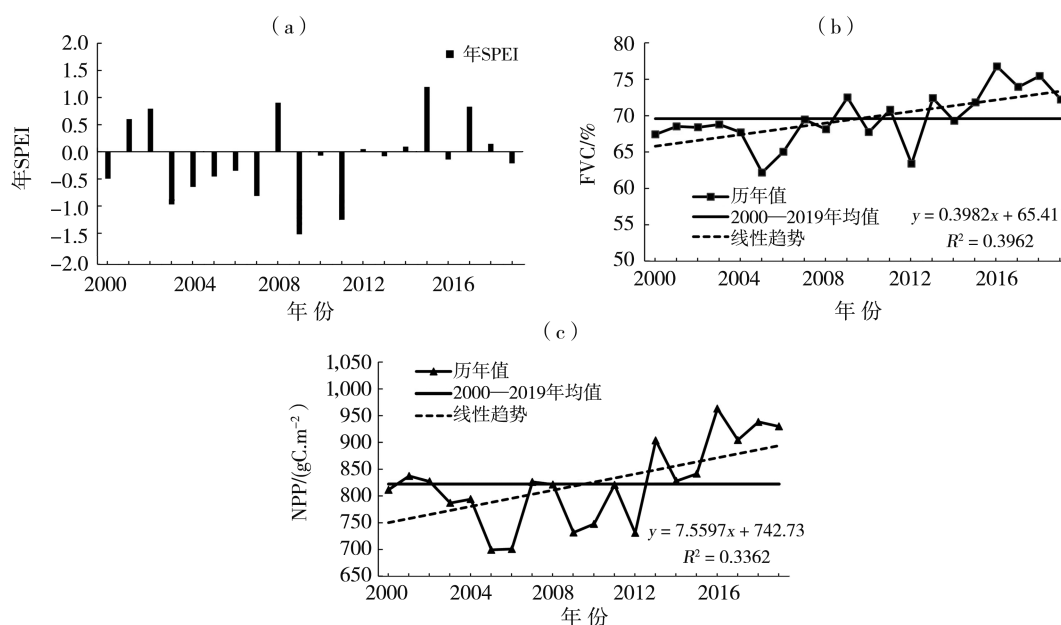 （a）
年SPEI
2.0
1.5
1.0
0.5
0.0
−0.5
−1.0
−1.5
−2.0
年SPEI
2000 2004 2008 2012 2016
年 份
（b）
FVC/%
80
75
70
65
60
55
50
历年值
2000—2019年均值
线性趋势
y = 0.3982x + 65.41
R² = 0.3962
2000 2004 2008 2012 2016
年 份
（c）
NPP/(gC.m⁻²)
1,050
1,000
950
900
850
800
750
700
650
历年值
2000—2019年均值
线性趋势
y = 7.5597x + 742.73
R² = 0.3362
2000 2004 2008 2012 2016
年 份